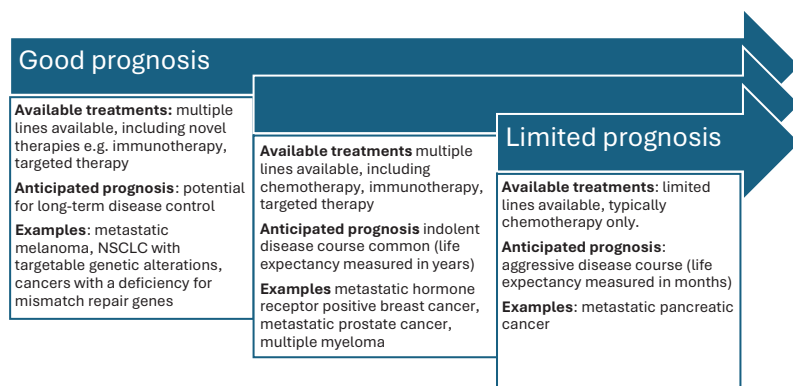 Good prognosis
Available treatments: multiple
lines available, including novel
therapies e.g. immunotherapy,
targeted therapy
Anticipated prognosis: potential
for long-term disease control
Examples: metastatic
melanoma, NSCLC with
targetable genetic alterations,
cancers with a deficiency for
mismatch repair genes
Available treatments multiple
lines available, including
chemotherapy, immunotherapy,
targeted therapy
Anticipated prognosis indolent
disease course common (life
expectancy measured in years)
Examples metastatic hormone
receptor positive breast cancer,
metastatic prostate cancer,
multiple myeloma
Limited prognosis
Available treatments: limited
lines available, typically
chemotherapy only.
Anticipated prognosis:
aggressive disease course (life
expectancy measured in months)
Examples: metastatic pancreatic
cancer